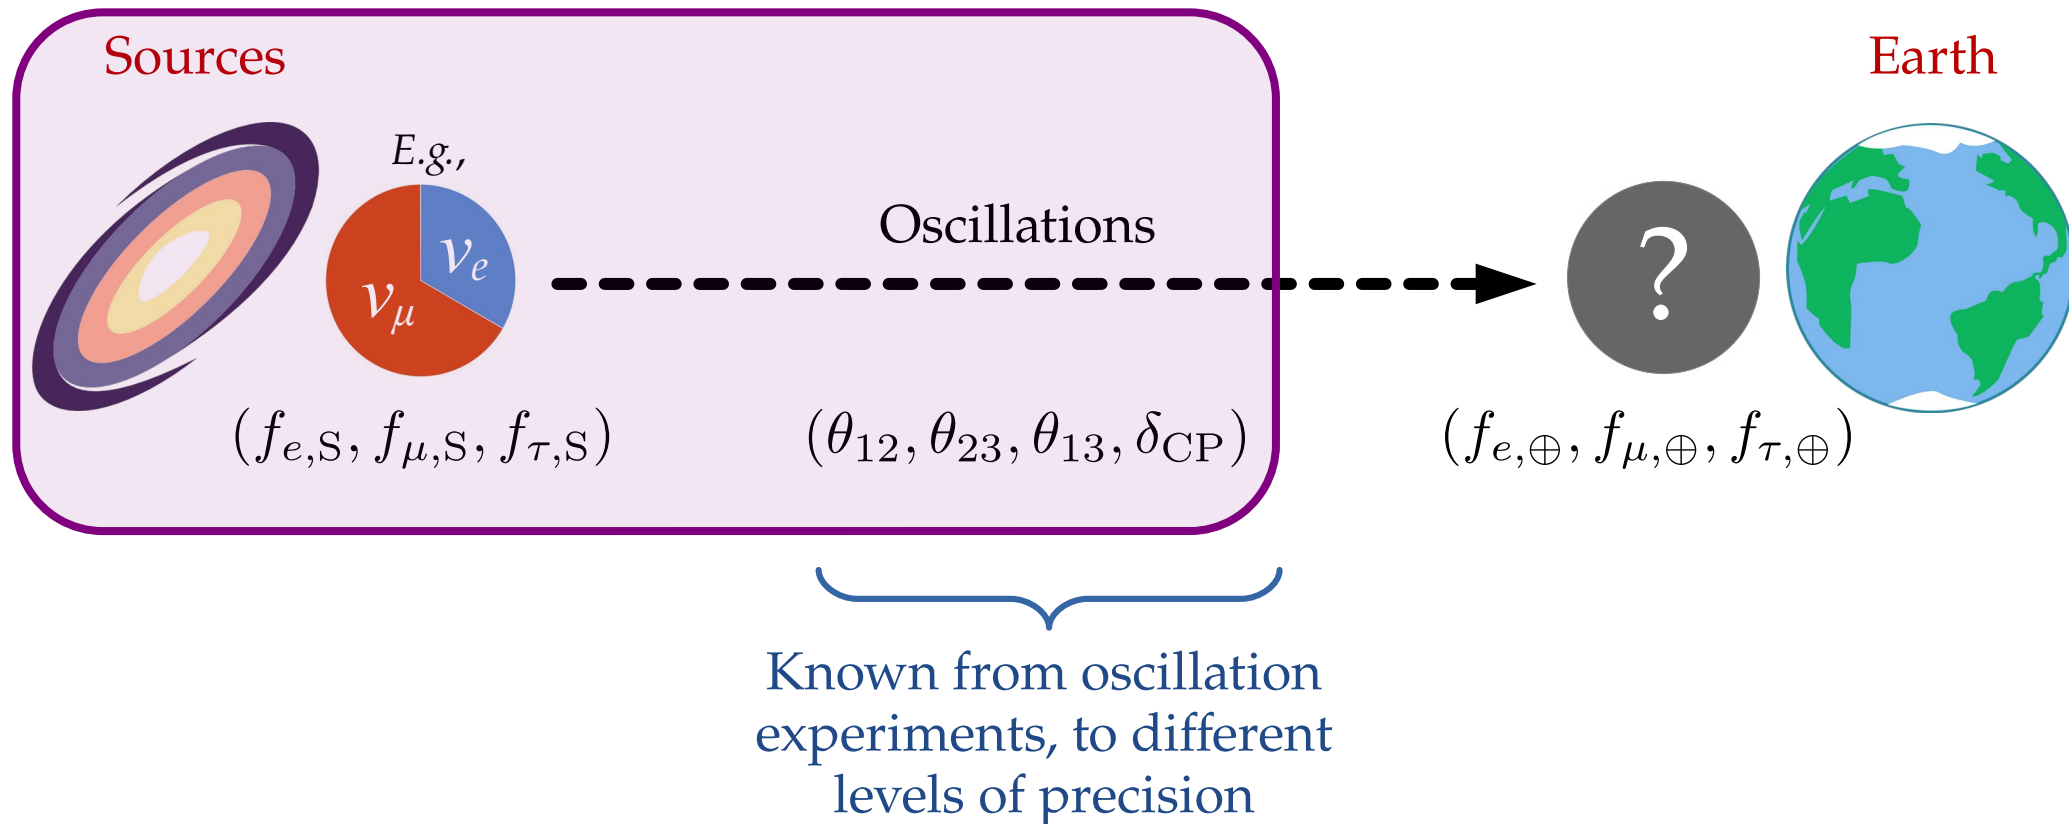 Sources
Earth
E.g.,
ν_e
ν_μ
Oscillations
?
(f_{e,S}, f_{μ,S}, f_{τ,S})
(θ_{12}, θ_{23}, θ_{13}, δ_{CP})
(f_{e,⊕}, f_{μ,⊕}, f_{τ,⊕})
Known from oscillation
experiments, to different
levels of precision